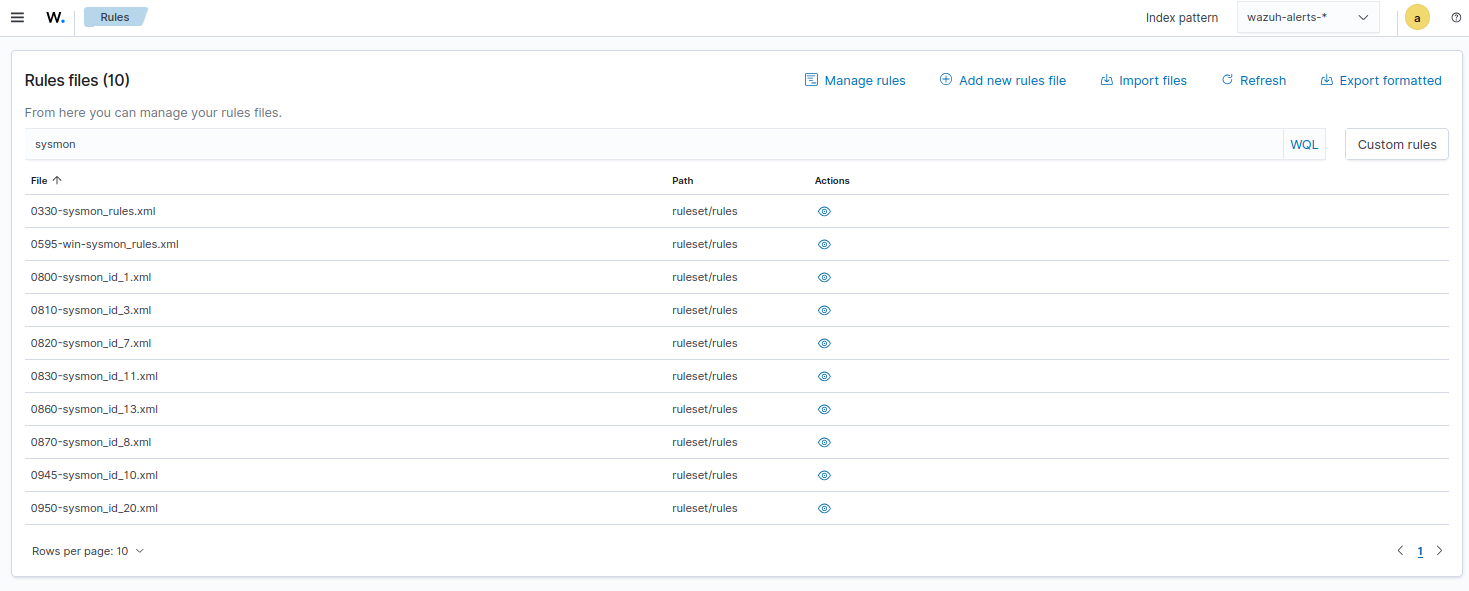 W. Rules Index pattern wazuh-alerts-* a
Rules files (10) Manage rules Add new rules file Import files Refresh Export formatted
From here you can manage your rules files.
sysmon WQL Custom rules
File Path Actions
0330-sysmon_rules.xml ruleset/rules
0595-win-sysmon_rules.xml ruleset/rules
0800-sysmon_id_1.xml ruleset/rules
0810-sysmon_id_3.xml ruleset/rules
0820-sysmon_id_7.xml ruleset/rules
0830-sysmon_id_11.xml ruleset/rules
0860-sysmon_id_13.xml ruleset/rules
0870-sysmon_id_8.xml ruleset/rules
0945-sysmon_id_10.xml ruleset/rules
0950-sysmon_id_20.xml ruleset/rules
Rows per page: 10 1